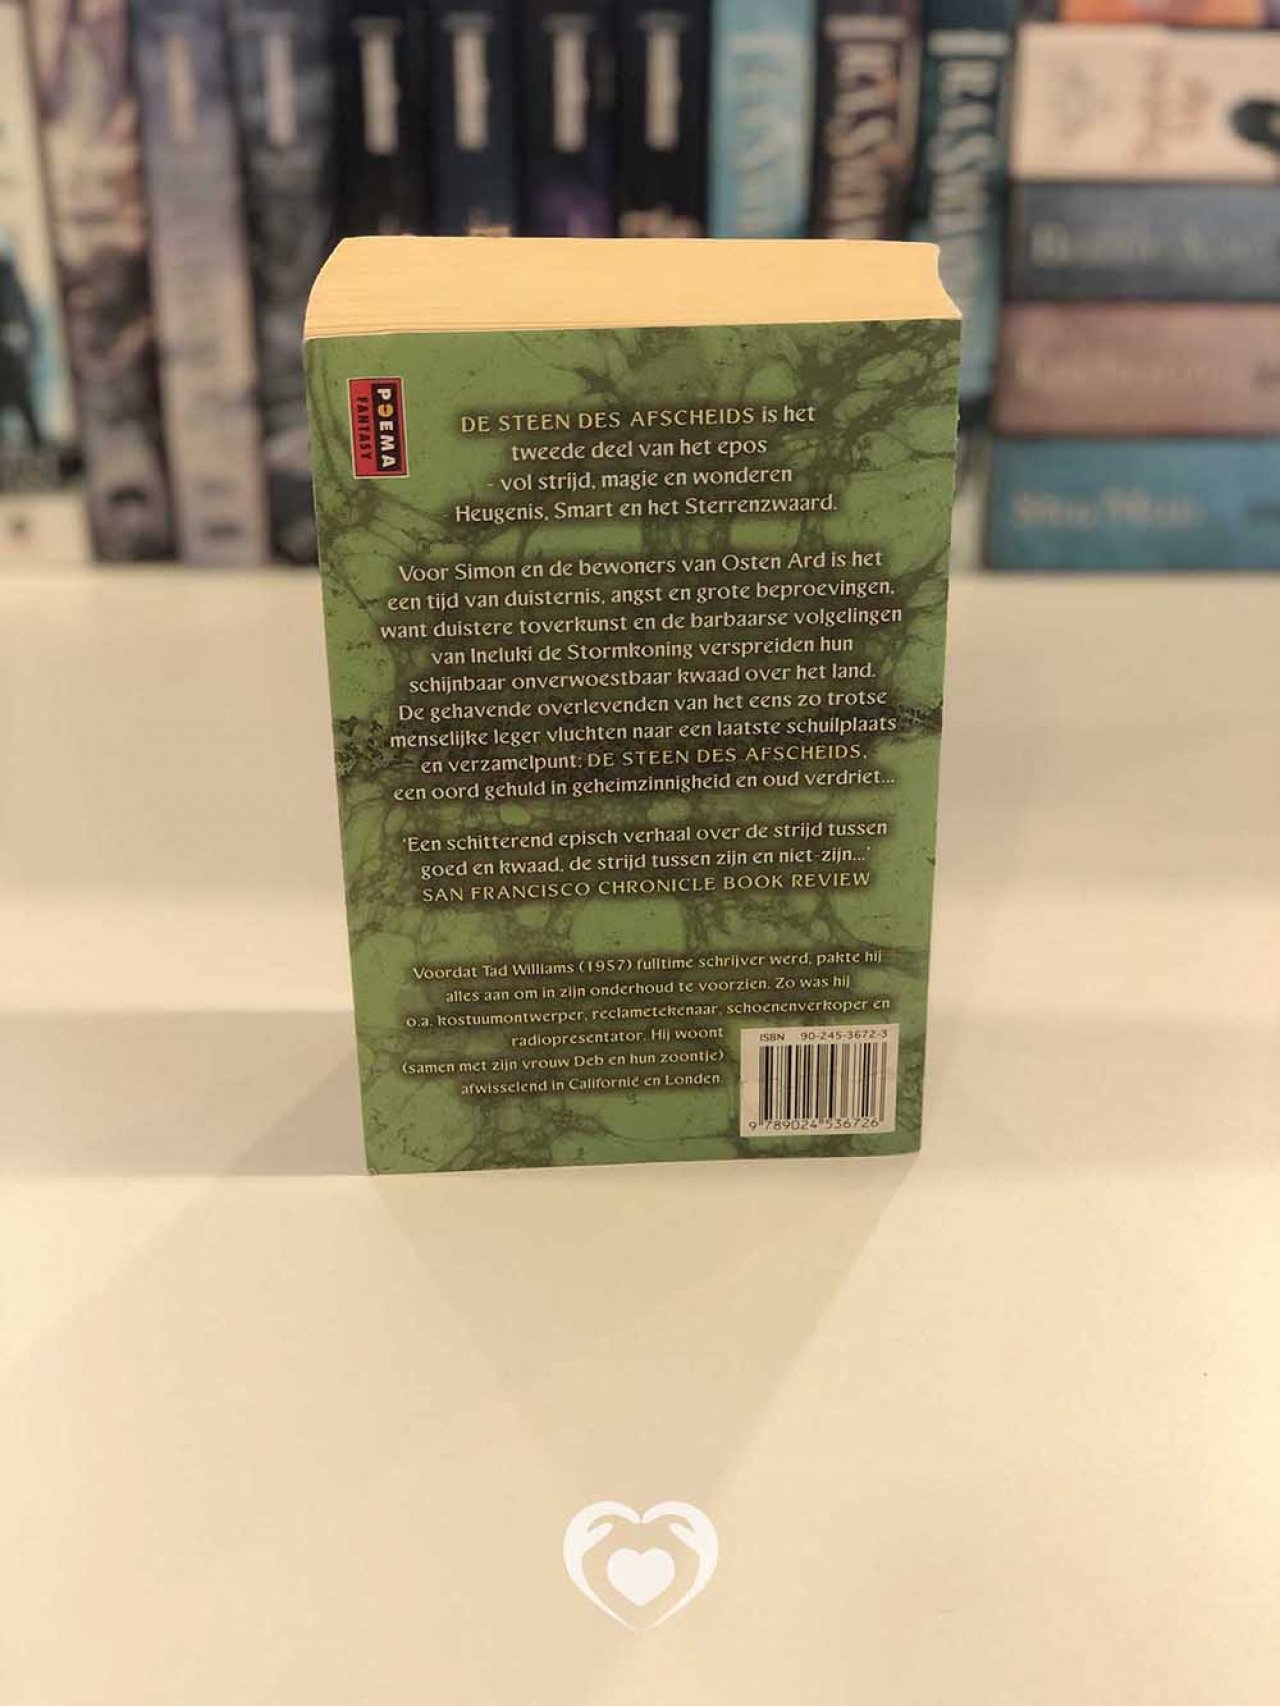 POEMA
FANTASY
DE STEEN DES AFSCHEIDS is het
tweede deel van het epos
- vol strijd, magie en wonderen
- Heugenis, Smart en het Sterrenzwaard.
Voor Simon en de bewoners van Osten Ard is het
een tijd van duisternis, angst en grote beproevingen,
want duistere toverkunst en de barbaarse volgelingen
van Ineluki de Stormkoning verspreiden hun
schijnbaar onverwoestbaar kwaad over het land.
De gehavende overlevenden van het eens zo trotse
menselijke leger vluchten naar een laatste schuilplaats
en verzamelpunt: DE STEEN DES AFSCHEIDS,
een oord gehuld in geheimzinnigheid en oud verdriet...
'Een schitterend episch verhaal over de strijd tussen
goed en kwaad, de strijd tussen zijn en niet-zijn...'
SAN FRANCISCO CHRONICLE BOOK REVIEW
Voordat Tad Williams (1957) fulltime schrijver werd, pakte hij
alles aan om in zijn onderhoud te voorzien. Zo was hij
o.a. kostuumontwerper, reclametekenaar, schoenenverkoper en
radiopresentator. Hij woont
(samen met zijn vrouw Deb en hun zoontje)
afwisselend in Californië en Londen.
ISBN 90-245-3672-3
9 789024 536726